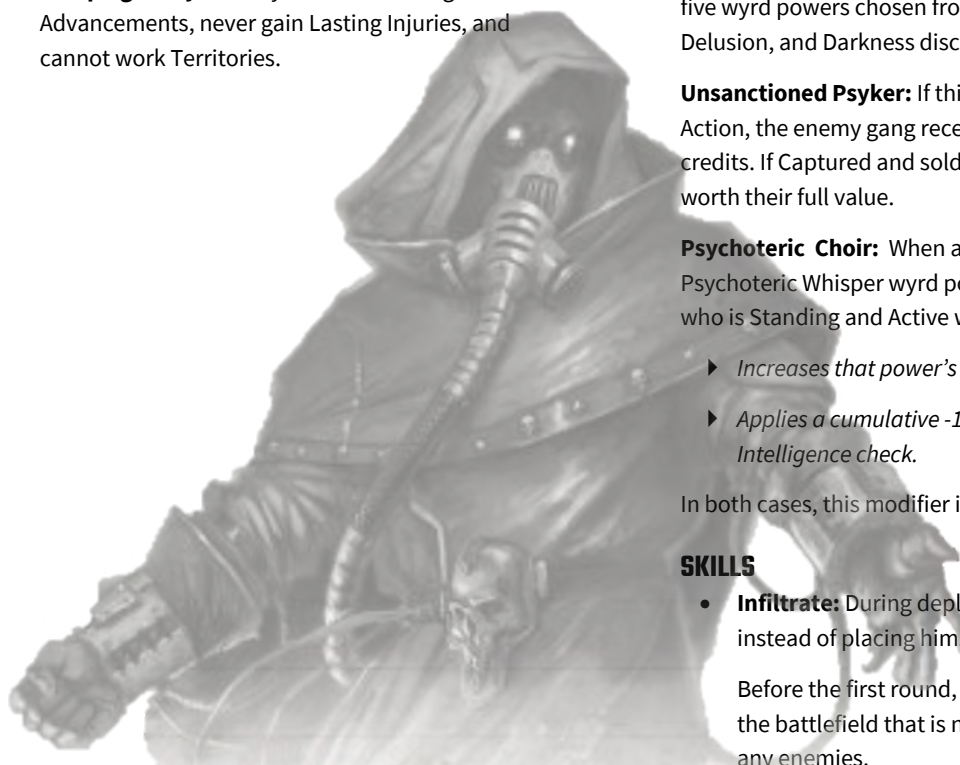 Advancements, never gain Lasting Injuries, and
cannot work Territories.
five wyrd powers chosen fro
Delusion, and Darkness disc
Unsanctioned Psyker: If thi
Action, the enemy gang rece
credits. If Captured and sold
worth their full value.
Psychoteric Choir: When a
Psychoteric Whisper wyrd po
who is Standing and Active w
Increases that power's
Applies a cumulative -1
Intelligence check.
In both cases, this modifier i
SKILLS
• Infiltrate: During depl
instead of placing him
Before the first round,
the battlefield that is n
any enemies.